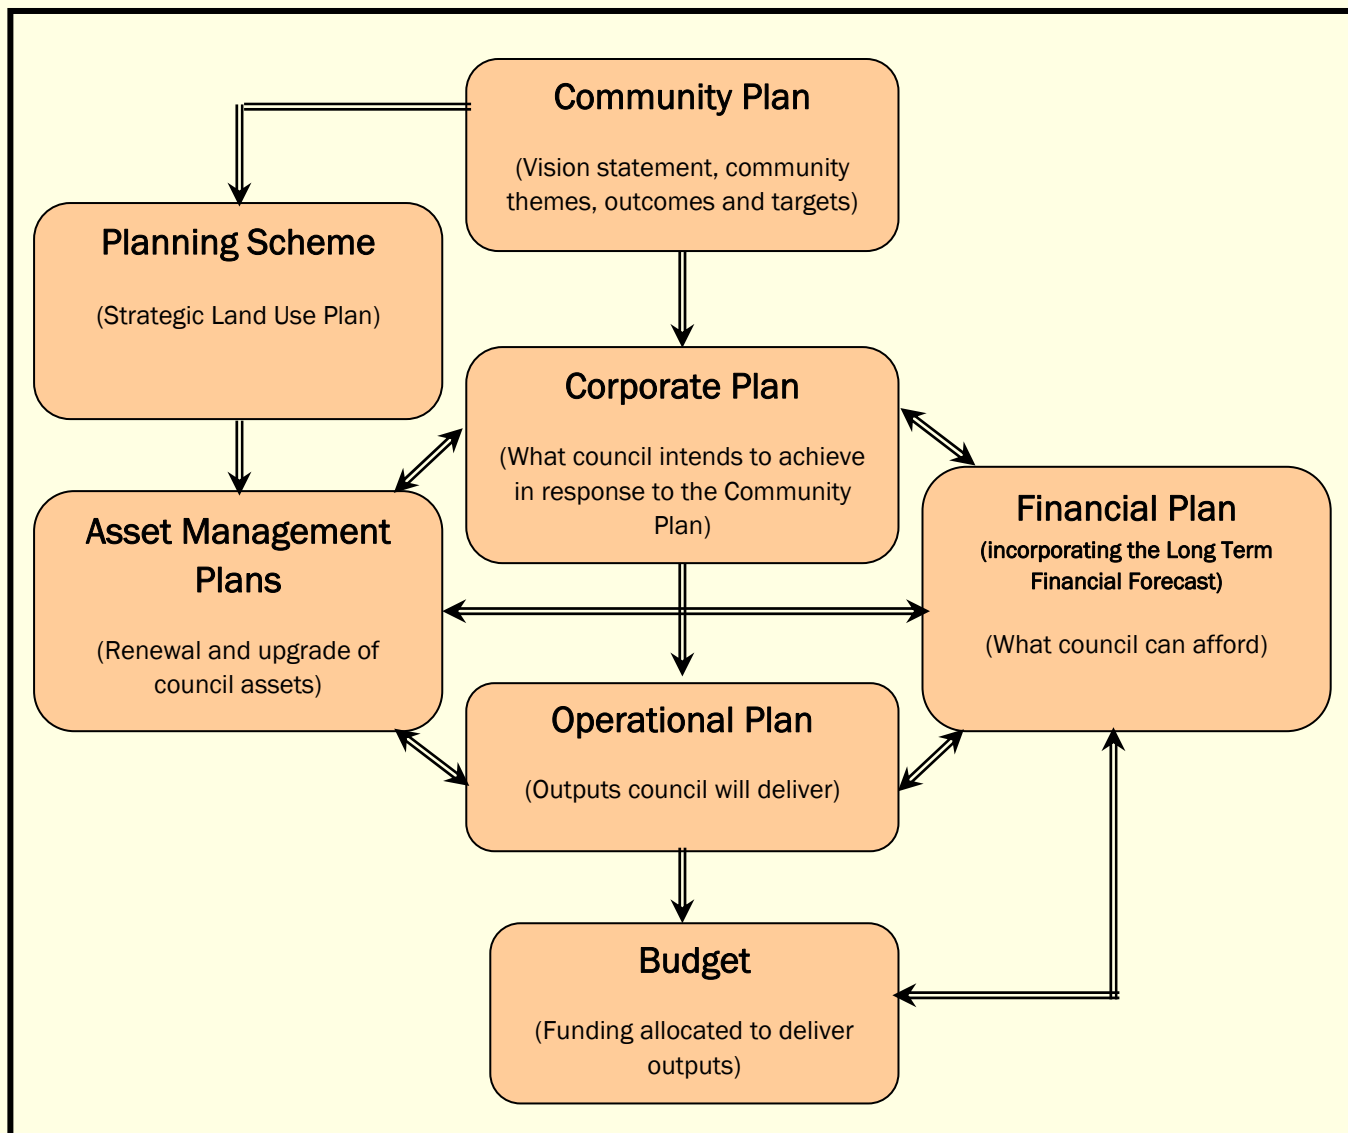 Community Plan
(Vision statement, community
themes, outcomes and targets)
Planning Scheme
(Strategic Land Use Plan)
Corporate Plan
(What council intends to achieve
in response to the Community
Plan)
Asset Management
Plans
(Renewal and upgrade of
council assets)
Financial Plan
(incorporating the Long Term
Financial Forecast)
(What council can afford)
Operational Plan
(Outputs council will deliver)
Budget
(Funding allocated to deliver
outputs)